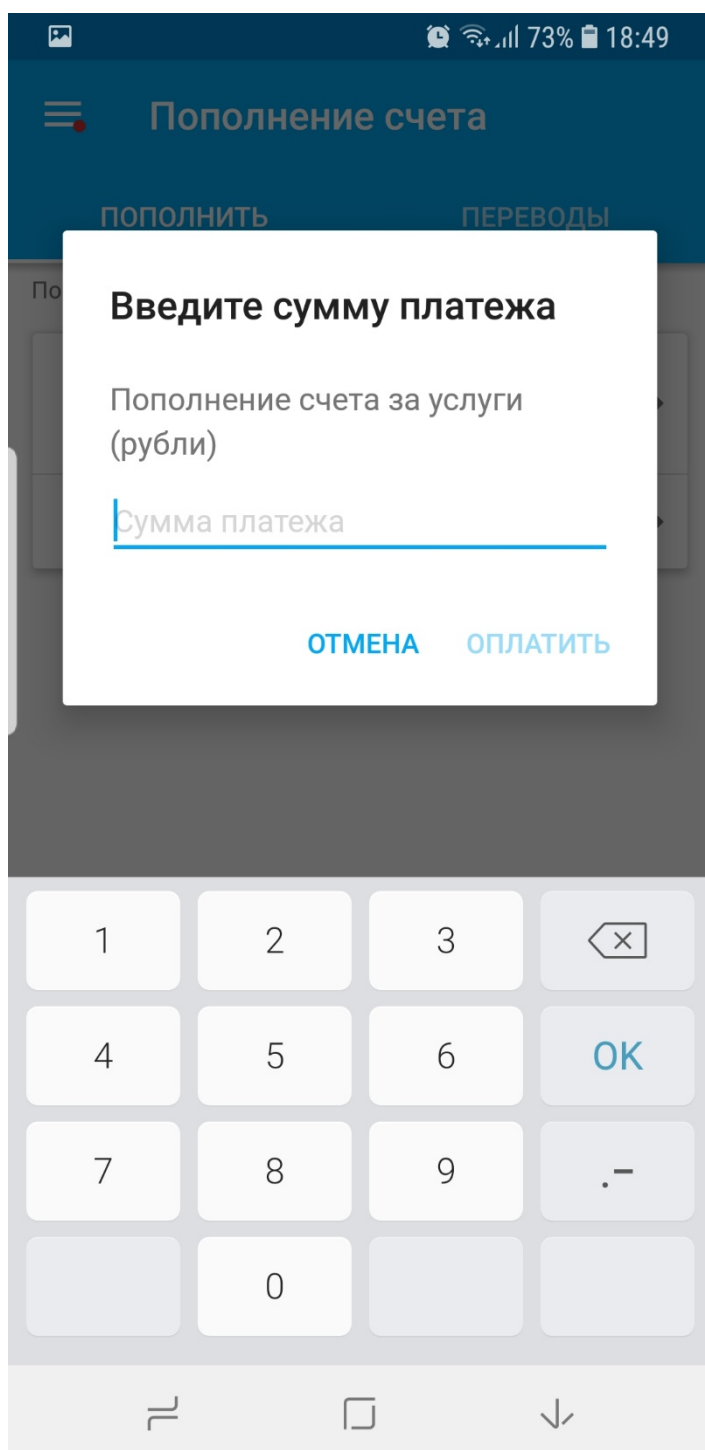 73% 18:49
Пополнение счета
ПОПОЛНИТЬ ПЕРЕВОДЫ
По
Введите сумму платежа
Пополнение счета за услуги
(рубли)
Сумма платежа
ОТМЕНА ОПЛАТИТЬ
1 2 3
4 5 6 OK
7 8 9 .-
0